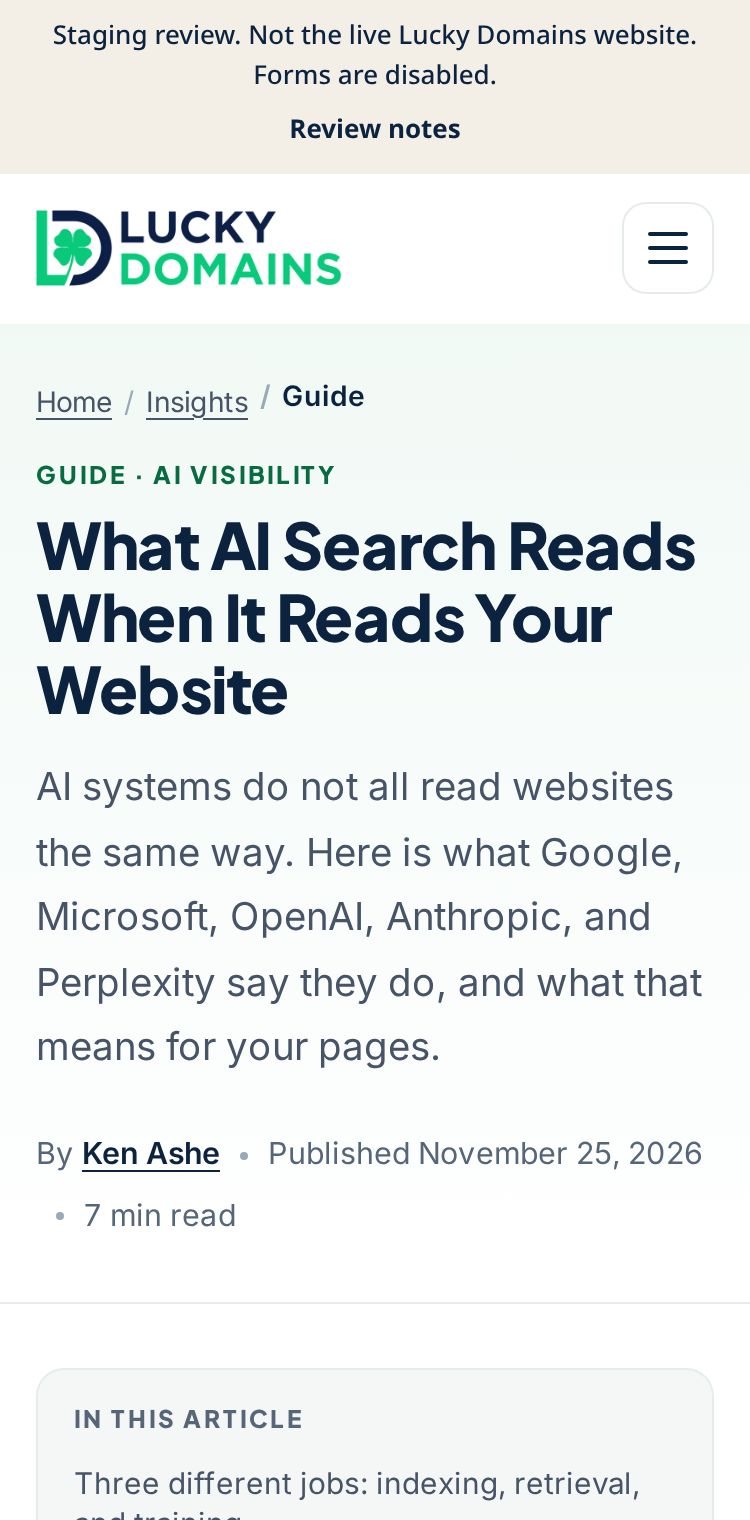 Staging review. Not the live Lucky Domains website.
Forms are disabled.
Review notes
LUCKY
DOMAINS
Home / Insights / Guide
GUIDE · AI VISIBILITY
What AI Search Reads
When It Reads Your
Website
AI systems do not all read websites
the same way. Here is what Google,
Microsoft, OpenAI, Anthropic, and
Perplexity say they do, and what that
means for your pages.
By Ken Ashe • Published November 25, 2026
• 7 min read
IN THIS ARTICLE
Three different jobs: indexing, retrieval,
and training